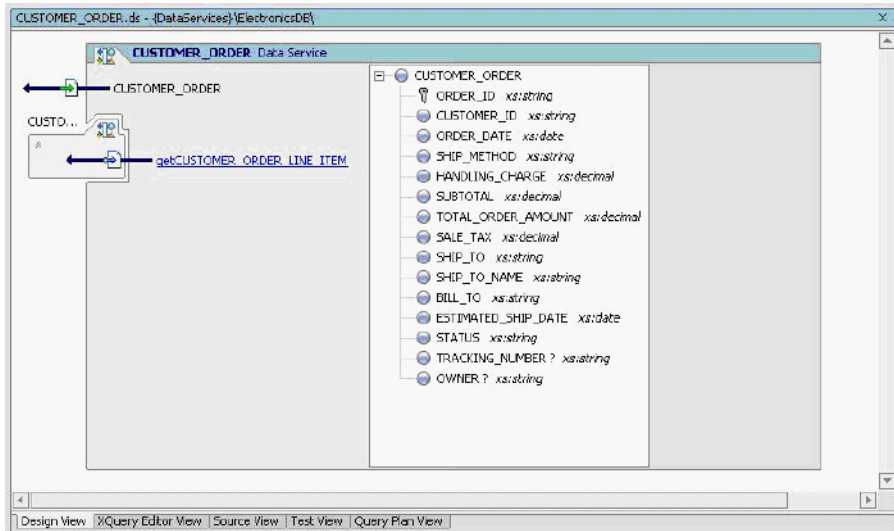 CUSTOMER_ORDER.ds - {DataServices}\ElectronicsDB\
CUSTOMER_ORDER Data Service
CUSTOMER_ORDER
CUSTO...
getCUSTOMER_ORDER_LINE_ITEM
CUSTOMER_ORDER
ORDER_ID xs:string
CUSTOMER_ID xs:string
ORDER_DATE xs:date
SHIP_METHOD xs:string
HANDLING_CHARGE xs:decimal
SUBTOTAL xs:decimal
TOTAL_ORDER_AMOUNT xs:decimal
SALE_TAX xs:decimal
SHIP_TO xs:string
SHIP_TO_NAME xs:string
BILL_TO xs:string
ESTIMATED_SHIP_DATE xs:date
STATUS xs:string
TRACKING_NUMBER ? xs:string
OWNER ? xs:string
Design View | XQuery Editor View | Source View | Test View | Query Plan View